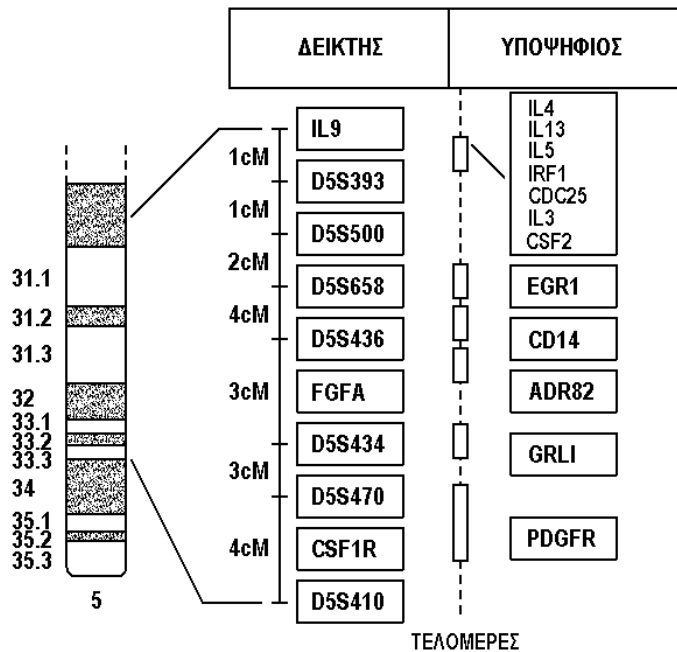 ΔΕΙΚΤΗΣ
ΥΠΟΨΗΦΙΟΣ
IL9
D5S393
D5S500
D5S658
D5S436
FGFA
D5S434
D5S470
CSF1R
D5S410
1cM
1cM
2cM
4cM
3cM
3cM
4cM
IL4
IL13
IL5
IRF1
CDC25
IL3
CSF2
EGR1
CD14
ADR82
GRLI
PDGFR
31.1
31.2
31.3
32
33.1
33.2
33.3
34
35.1
35.2
35.3
5
ΤΕΛΟΜΕΡΕΣ